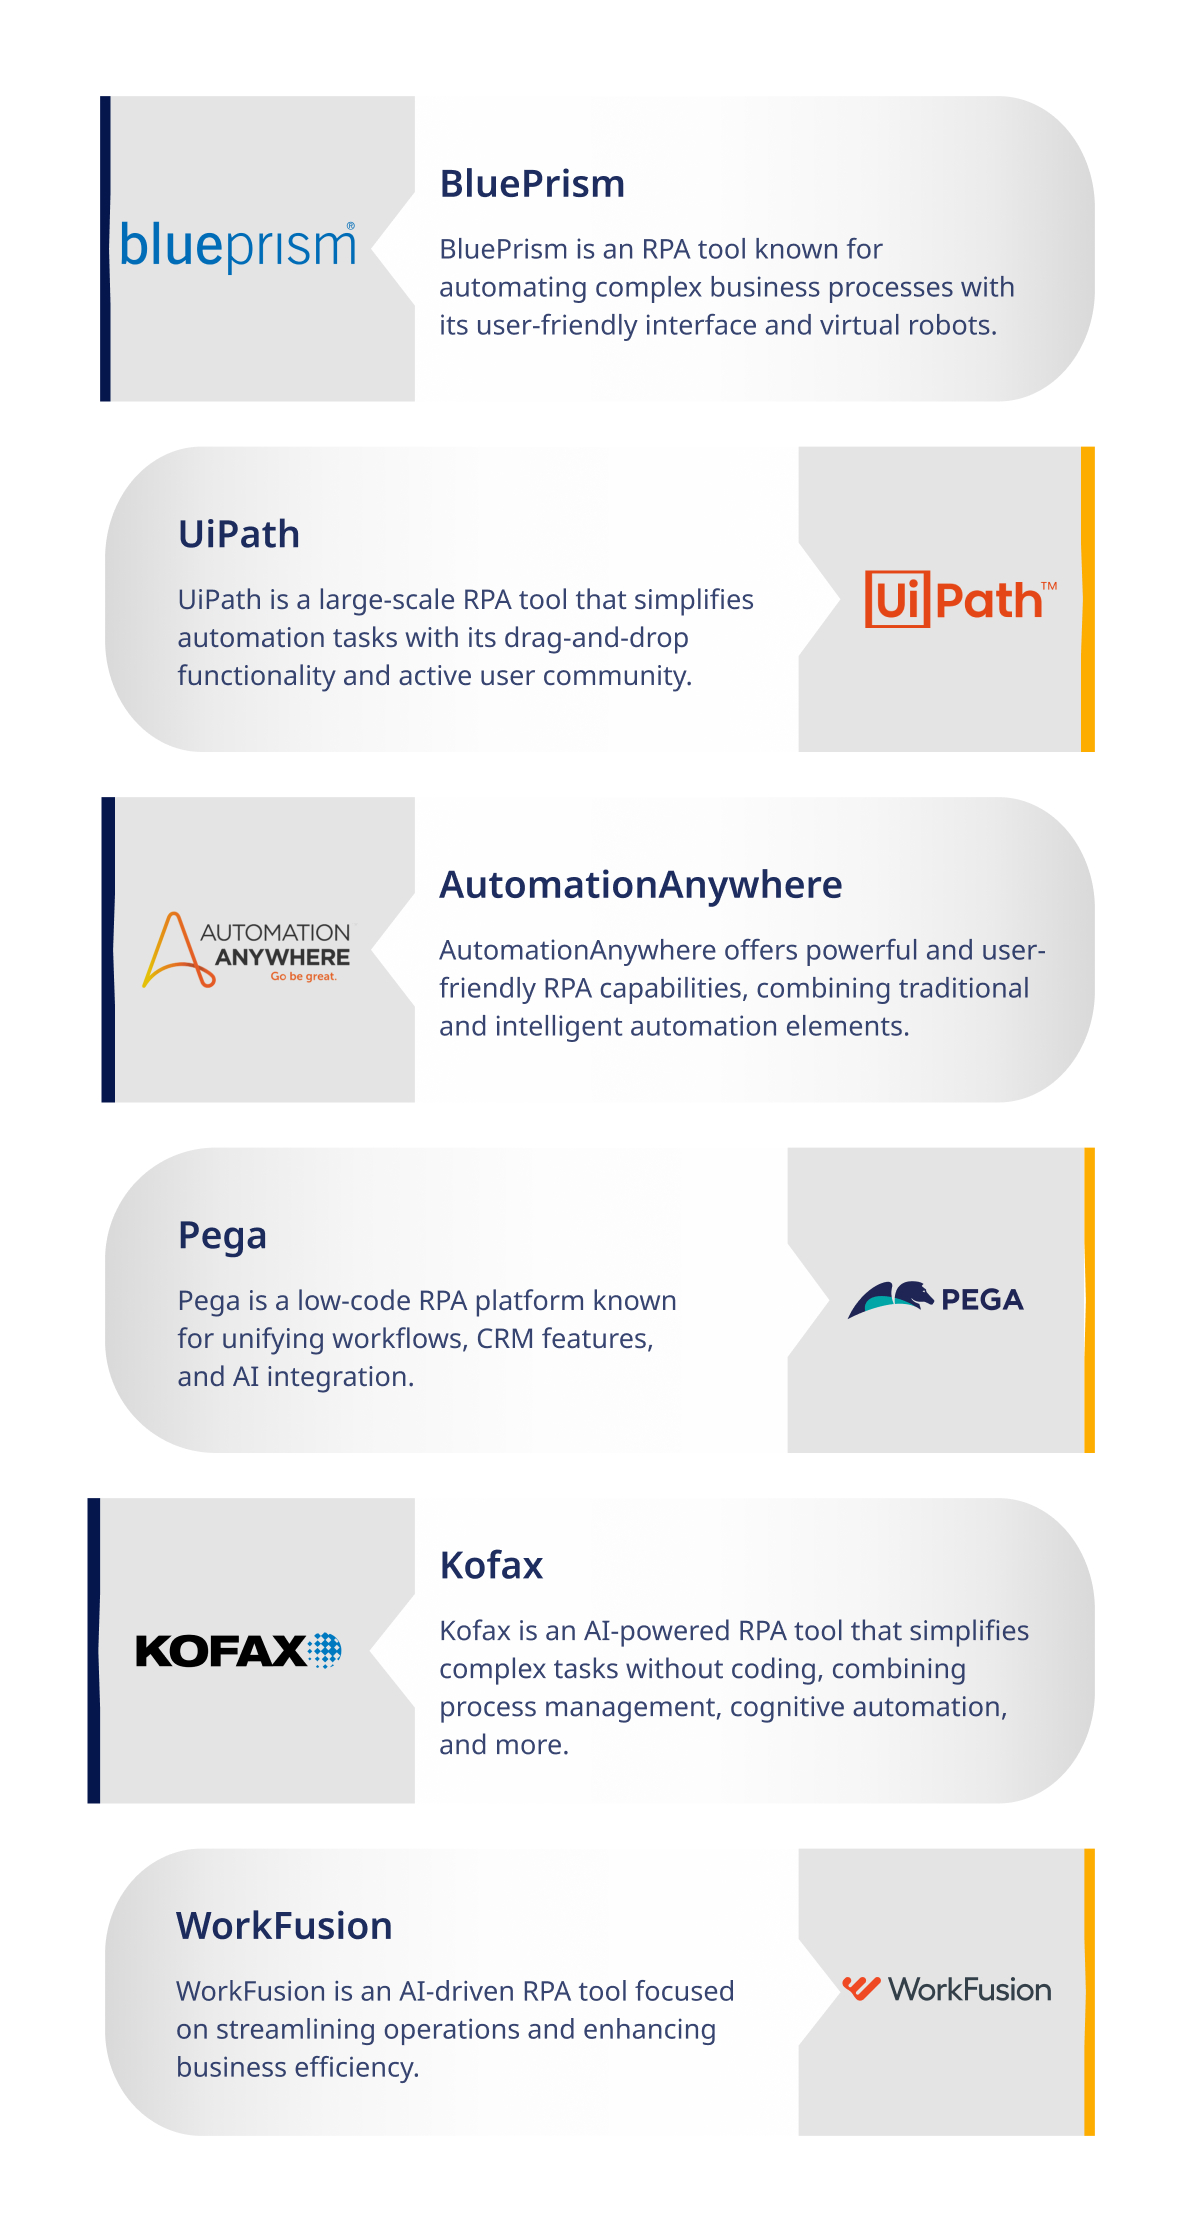 blueprism®
BluePrism
BluePrism is an RPA tool known for
automating complex business processes with
its user-friendly interface and virtual robots.
UiPath
UiPath is a large-scale RPA tool that simplifies
automation tasks with its drag-and-drop
functionality and active user community.
UiPath™
AUTOMATION
ANYWHERE
Go be great.
AutomationAnywhere
AutomationAnywhere offers powerful and user-
friendly RPA capabilities, combining traditional
and intelligent automation elements.
Pega
Pega is a low-code RPA platform known
for unifying workflows, CRM features,
and AI integration.
PEGA
KOFAX
Kofax
Kofax is an AI-powered RPA tool that simplifies
complex tasks without coding, combining
process management, cognitive automation,
and more.
WorkFusion
WorkFusion is an AI-driven RPA tool focused
on streamlining operations and enhancing
business efficiency.
WorkFusion